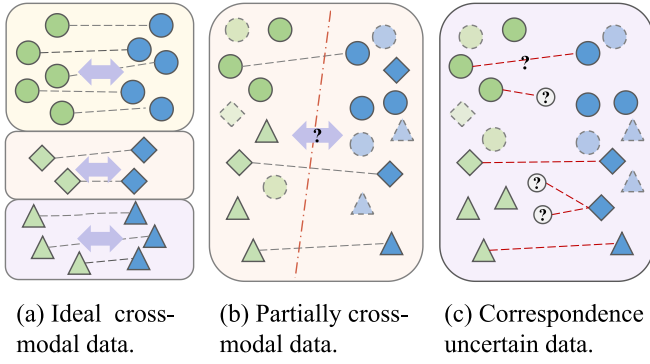 ?
?
?
?
?
(a) Ideal cross-
modal data.
(b) Partially cross-
modal data.
(c) Correspondence
uncertain data.